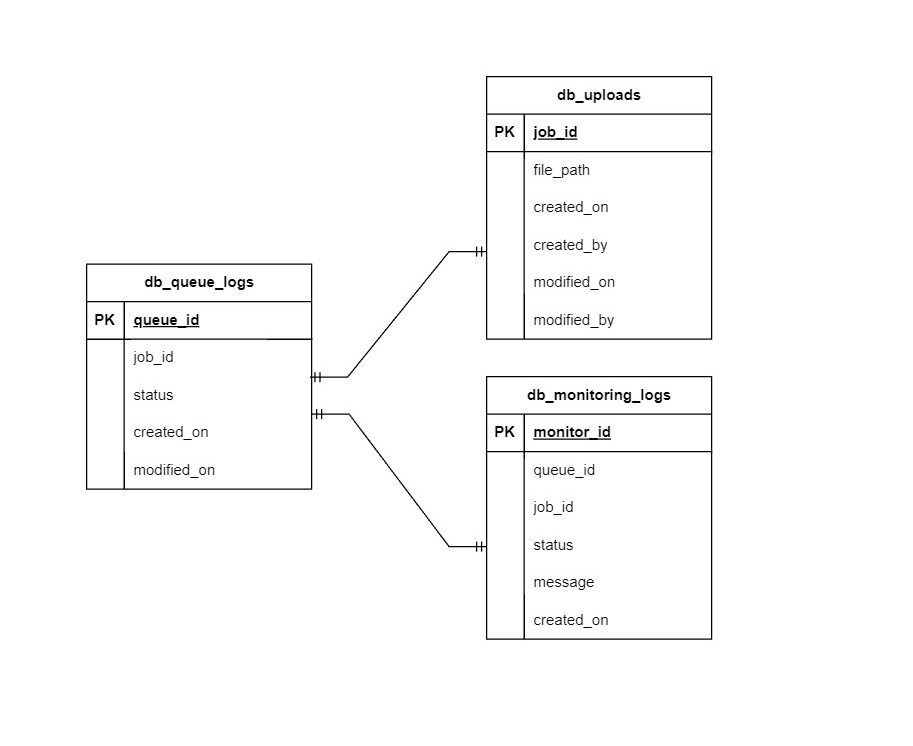 db_uploads
PK job_id
file_path
created_on
created_by
modified_on
modified_by
db_queue_logs
PK queue_id
job_id
status
created_on
modified_on
db_monitoring_logs
PK monitor_id
queue_id
job_id
status
message
created_on